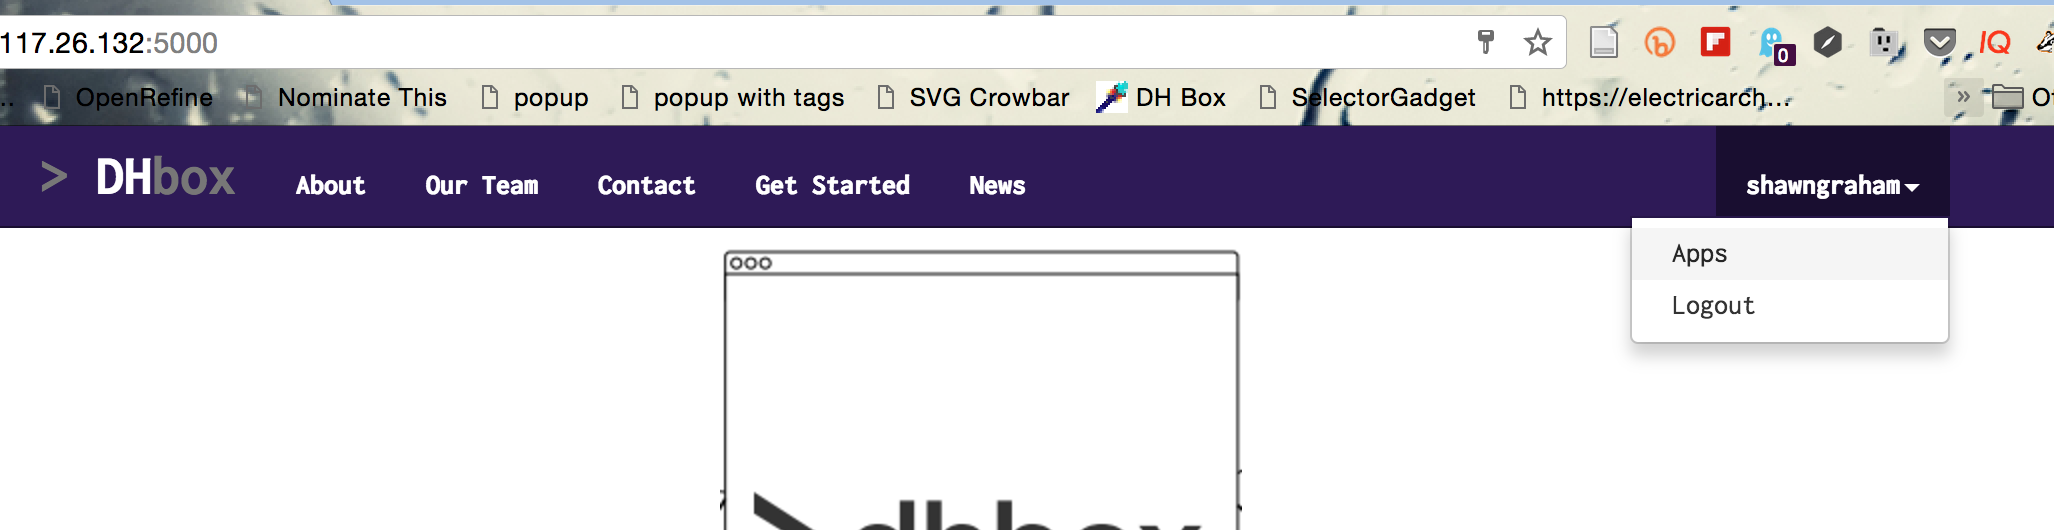 117.26.132:5000
0
IQ
.. OpenRefine Nominate This popup popup with tags SVG Crowbar DH Box SelectorGadget https://electricarch... »
> DHbox About Our Team Contact Get Started News shawngraham
Apps
Logout
> dhbox